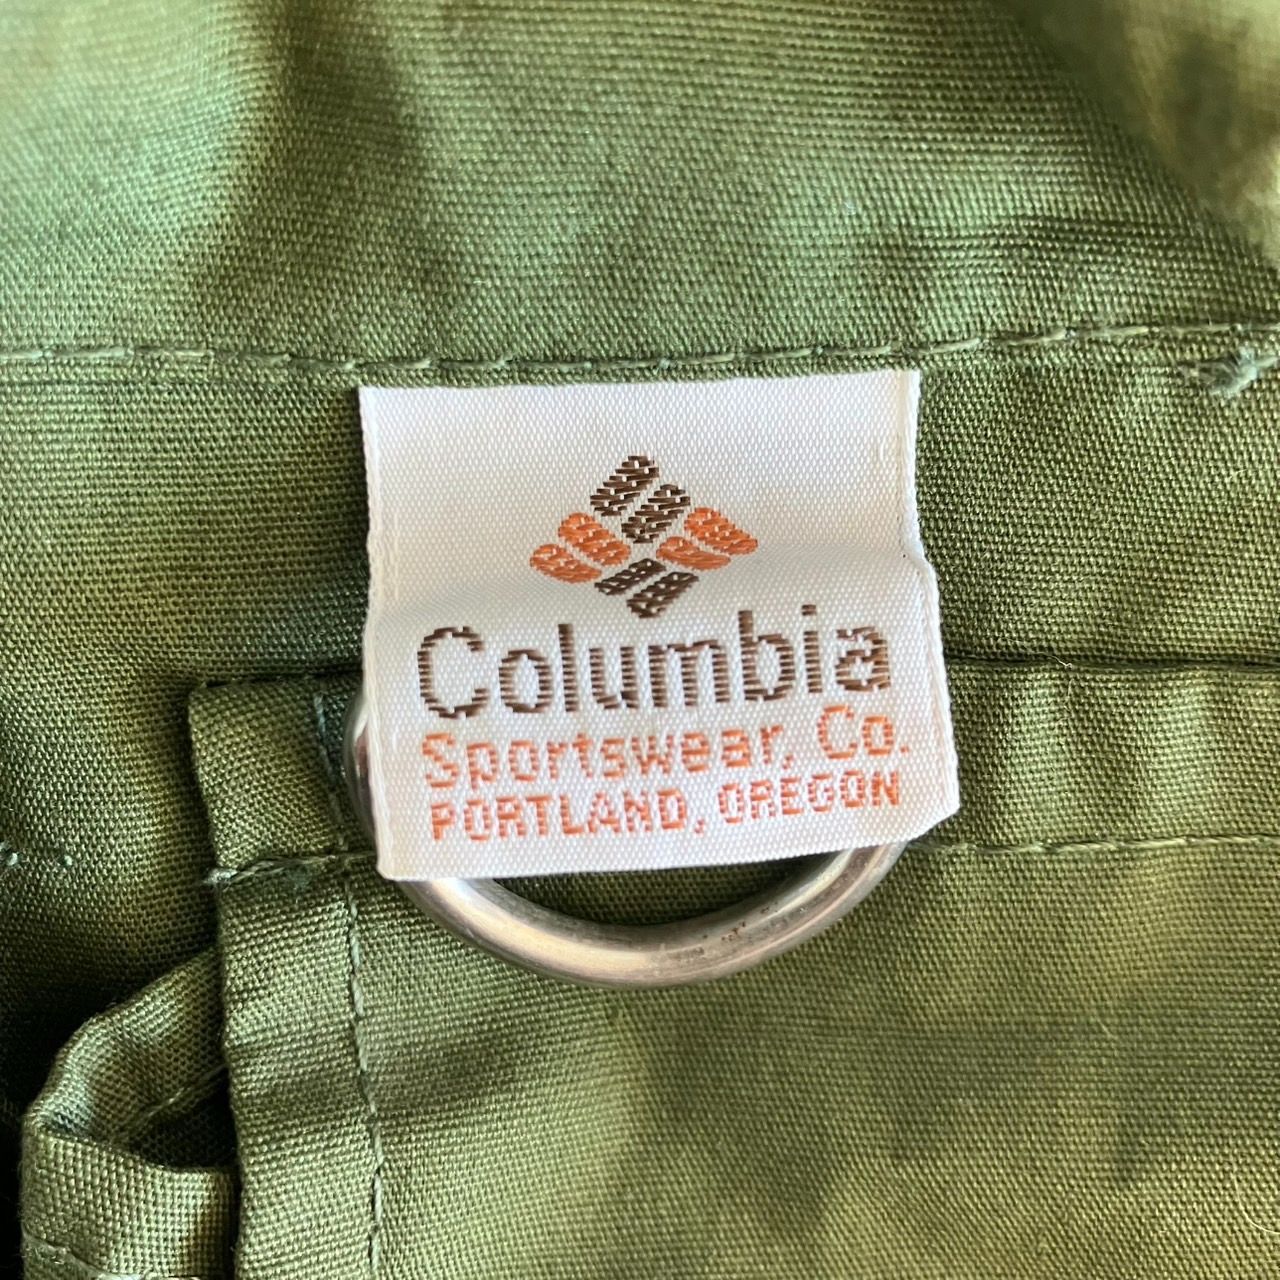 Columbia
Sportswear, Co.
PORTLAND, OREGON